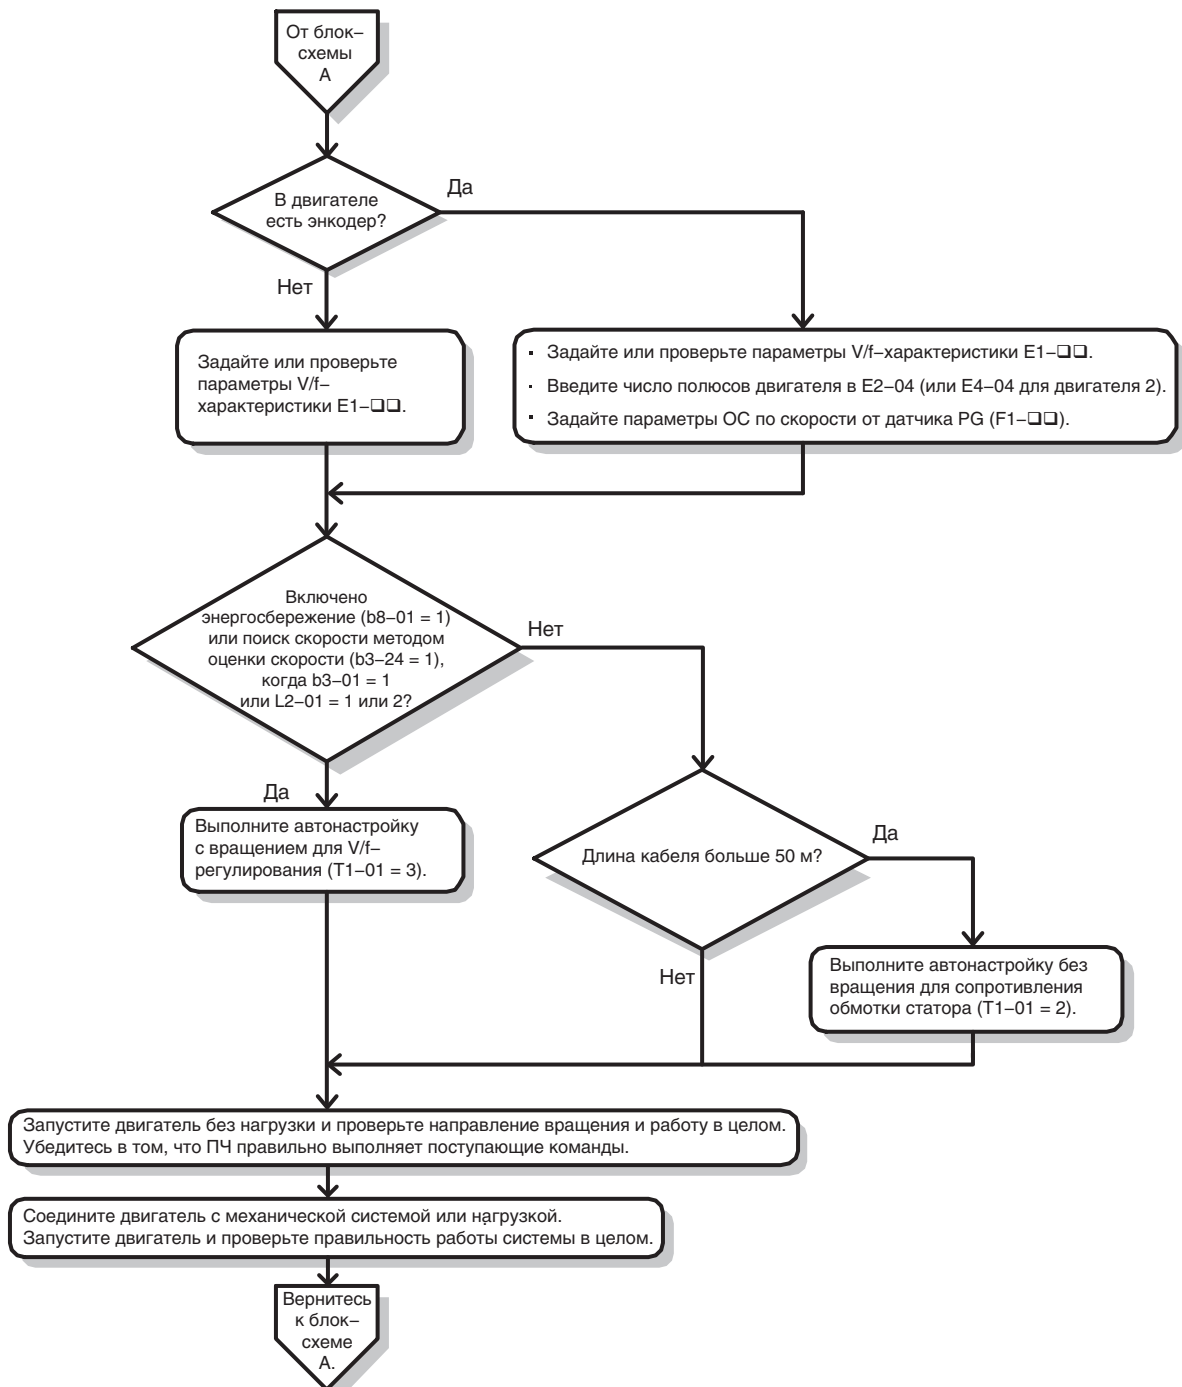 От блок–
схемы
А
В двигателе
есть энкодер?
Да
Нет
Задайте или проверьте
параметры V/f–
характеристики E1–❑❑.
▪ Задайте или проверьте параметры V/f–характеристики E1–❑❑.
▪ Введите число полюсов двигателя в E2–04 (или E4–04 для двигателя 2).
▪ Задайте параметры ОС по скорости от датчика PG (F1–❑❑).
Включено
энергосбережение (b8–01 = 1)
или поиск скорости методом
оценки скорости (b3–24 = 1),
когда b3–01 = 1
или L2–01 = 1 или 2?
Нет
Да
Выполните автонастройку
с вращением для V/f–
регулирования (T1–01 = 3).
Длина кабеля больше 50 м?
Да
Нет
Выполните автонастройку без
вращения для сопротивления
обмотки статора (T1–01 = 2).
Запустите двигатель без нагрузки и проверьте направление вращения и работу в целом.
Убедитесь в том, что ПЧ правильно выполняет поступающие команды.
Соедините двигатель с механической системой или нагрузкой.
Запустите двигатель и проверьте правильность работы системы в целом.
Вернитесь
к блок–
схеме
А.